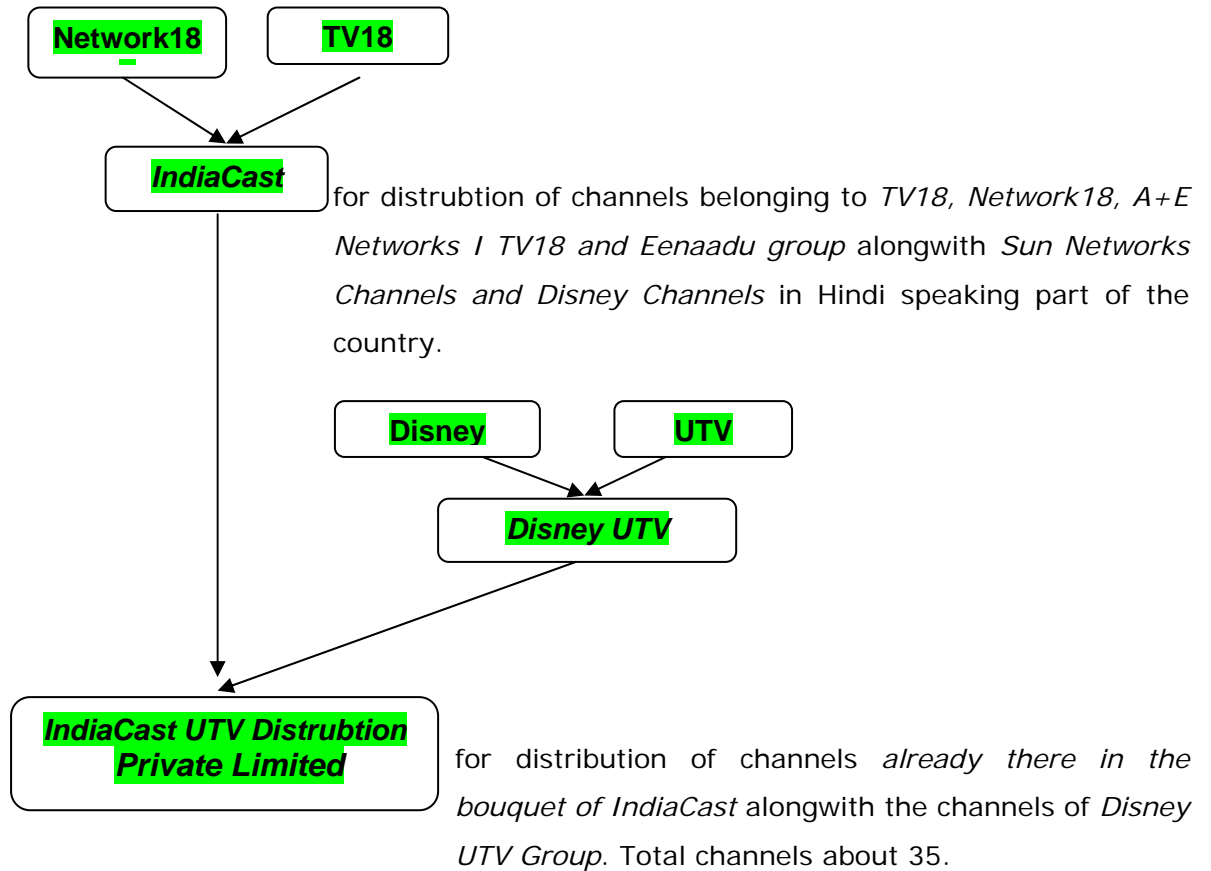 Network18
TV18
IndiaCast
for distrubtion of channels belonging to TV18, Network18, A+E
Networks I TV18 and Eenaadu group alongwith Sun Networks
Channels and Disney Channels in Hindi speaking part of the
country.
Disney
UTV
Disney UTV
IndiaCast UTV Distrubtion
Private Limited
for distribution of channels already there in the
bouquet of IndiaCast alongwith the channels of Disney
UTV Group. Total channels about 35.